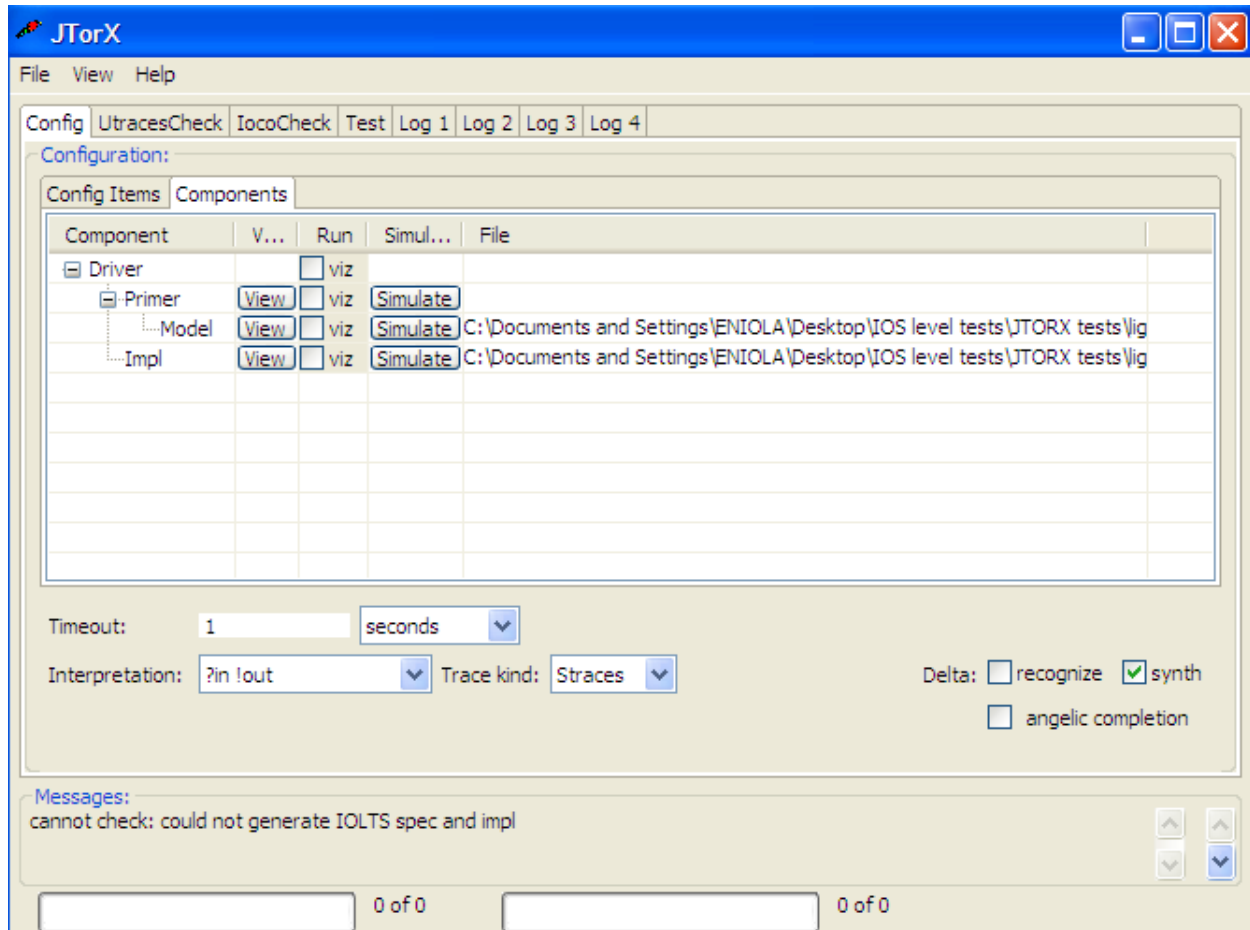 JTorX
File View Help
Config UtracesCheck IocoCheck Test Log 1 Log 2 Log 3 Log 4
Configuration:
Config Items Components
Component V... Run Simul... File
Driver viz
Primer View viz Simulate
Model View viz Simulate C:\Documents and Settings\ENIOLA\Desktop\IOS level tests\JTORX tests\lig
Impl View viz Simulate C:\Documents and Settings\ENIOLA\Desktop\IOS level tests\JTORX tests\lig
Timeout: 1 seconds
Interpretation: ?in !out Trace kind: Straces Delta: recognize synth
angelic completion
Messages:
cannot check: could not generate IOLTS spec and impl
0 of 0 0 of 0